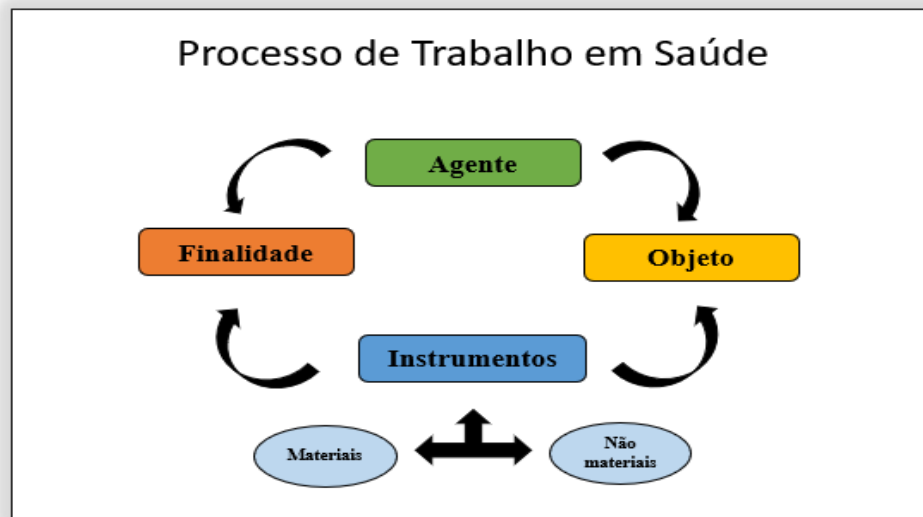 Processo de Trabalho em Saúde
Agente
Finalidade
Objeto
Instrumentos
Materiais
Não
materiais